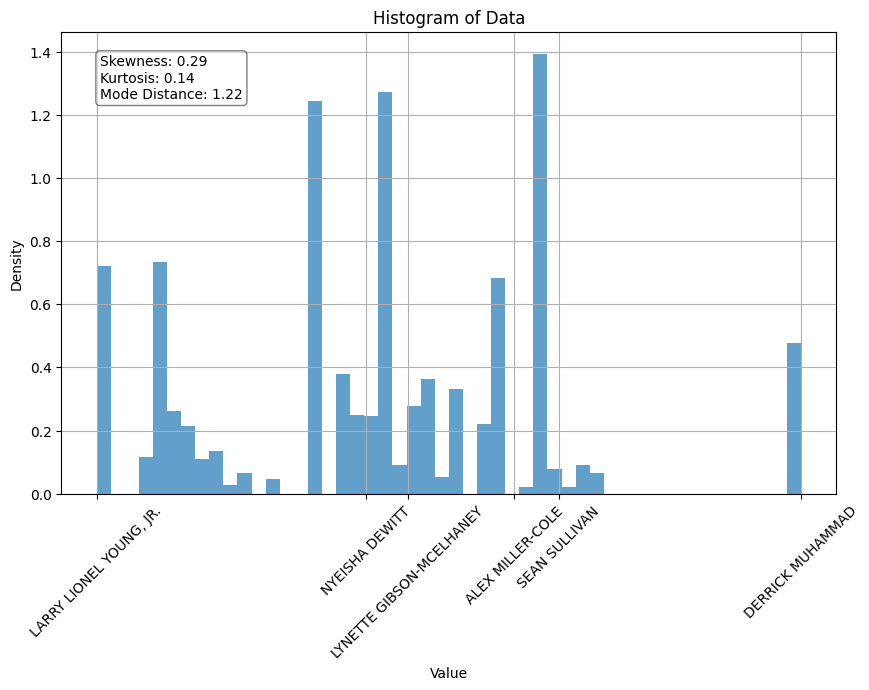 Histogram of Data
1.4
1.2
1.0
0.8
0.6
0.4
0.2
0.0
Density
Skewness: 0.29
Kurtosis: 0.14
Mode Distance: 1.22
LARRY LIONEL YOUNG, JR.
NYEISHA DEWITT
LYNETTE GIBSON-MCELHANEY
ALEX MILLER-COLE
SEAN SULLIVAN
DERRICK MUHAMMAD
Value